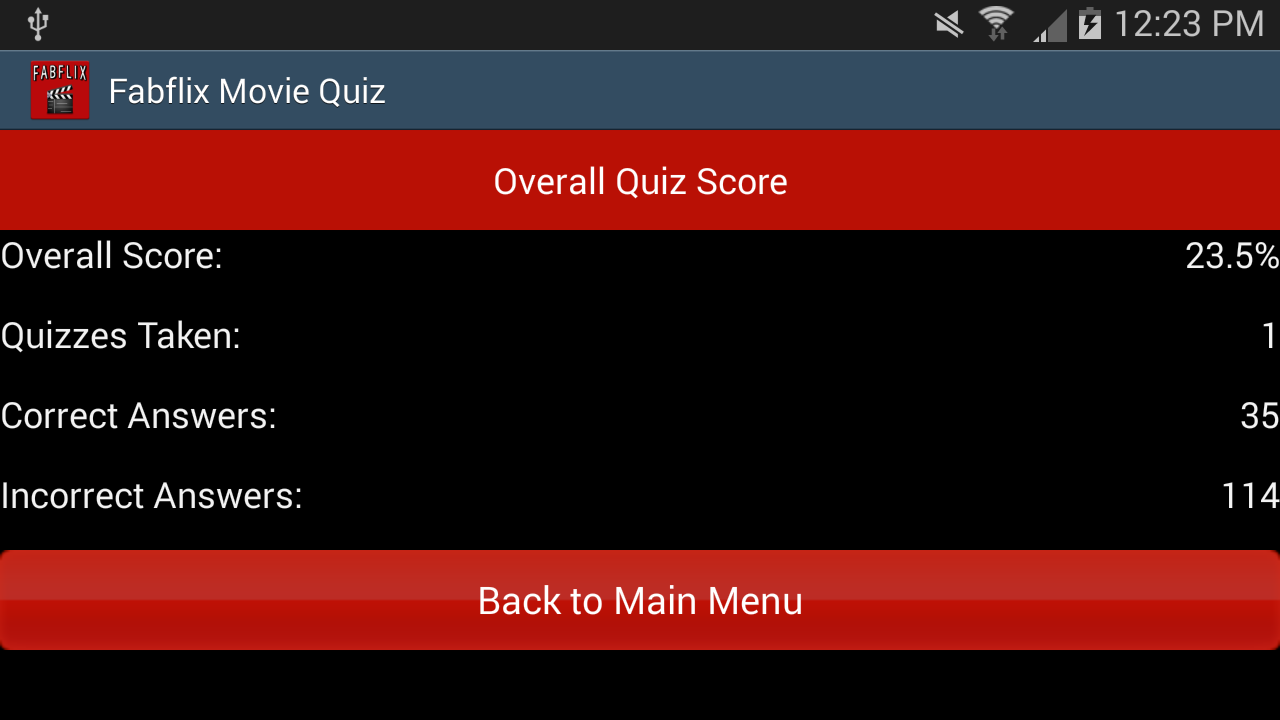 12:23 PM
FABFLIX
Fabflix Movie Quiz
Overall Quiz Score
Overall Score: 23.5%
Quizzes Taken: 1
Correct Answers: 35
Incorrect Answers: 114
Back to Main Menu